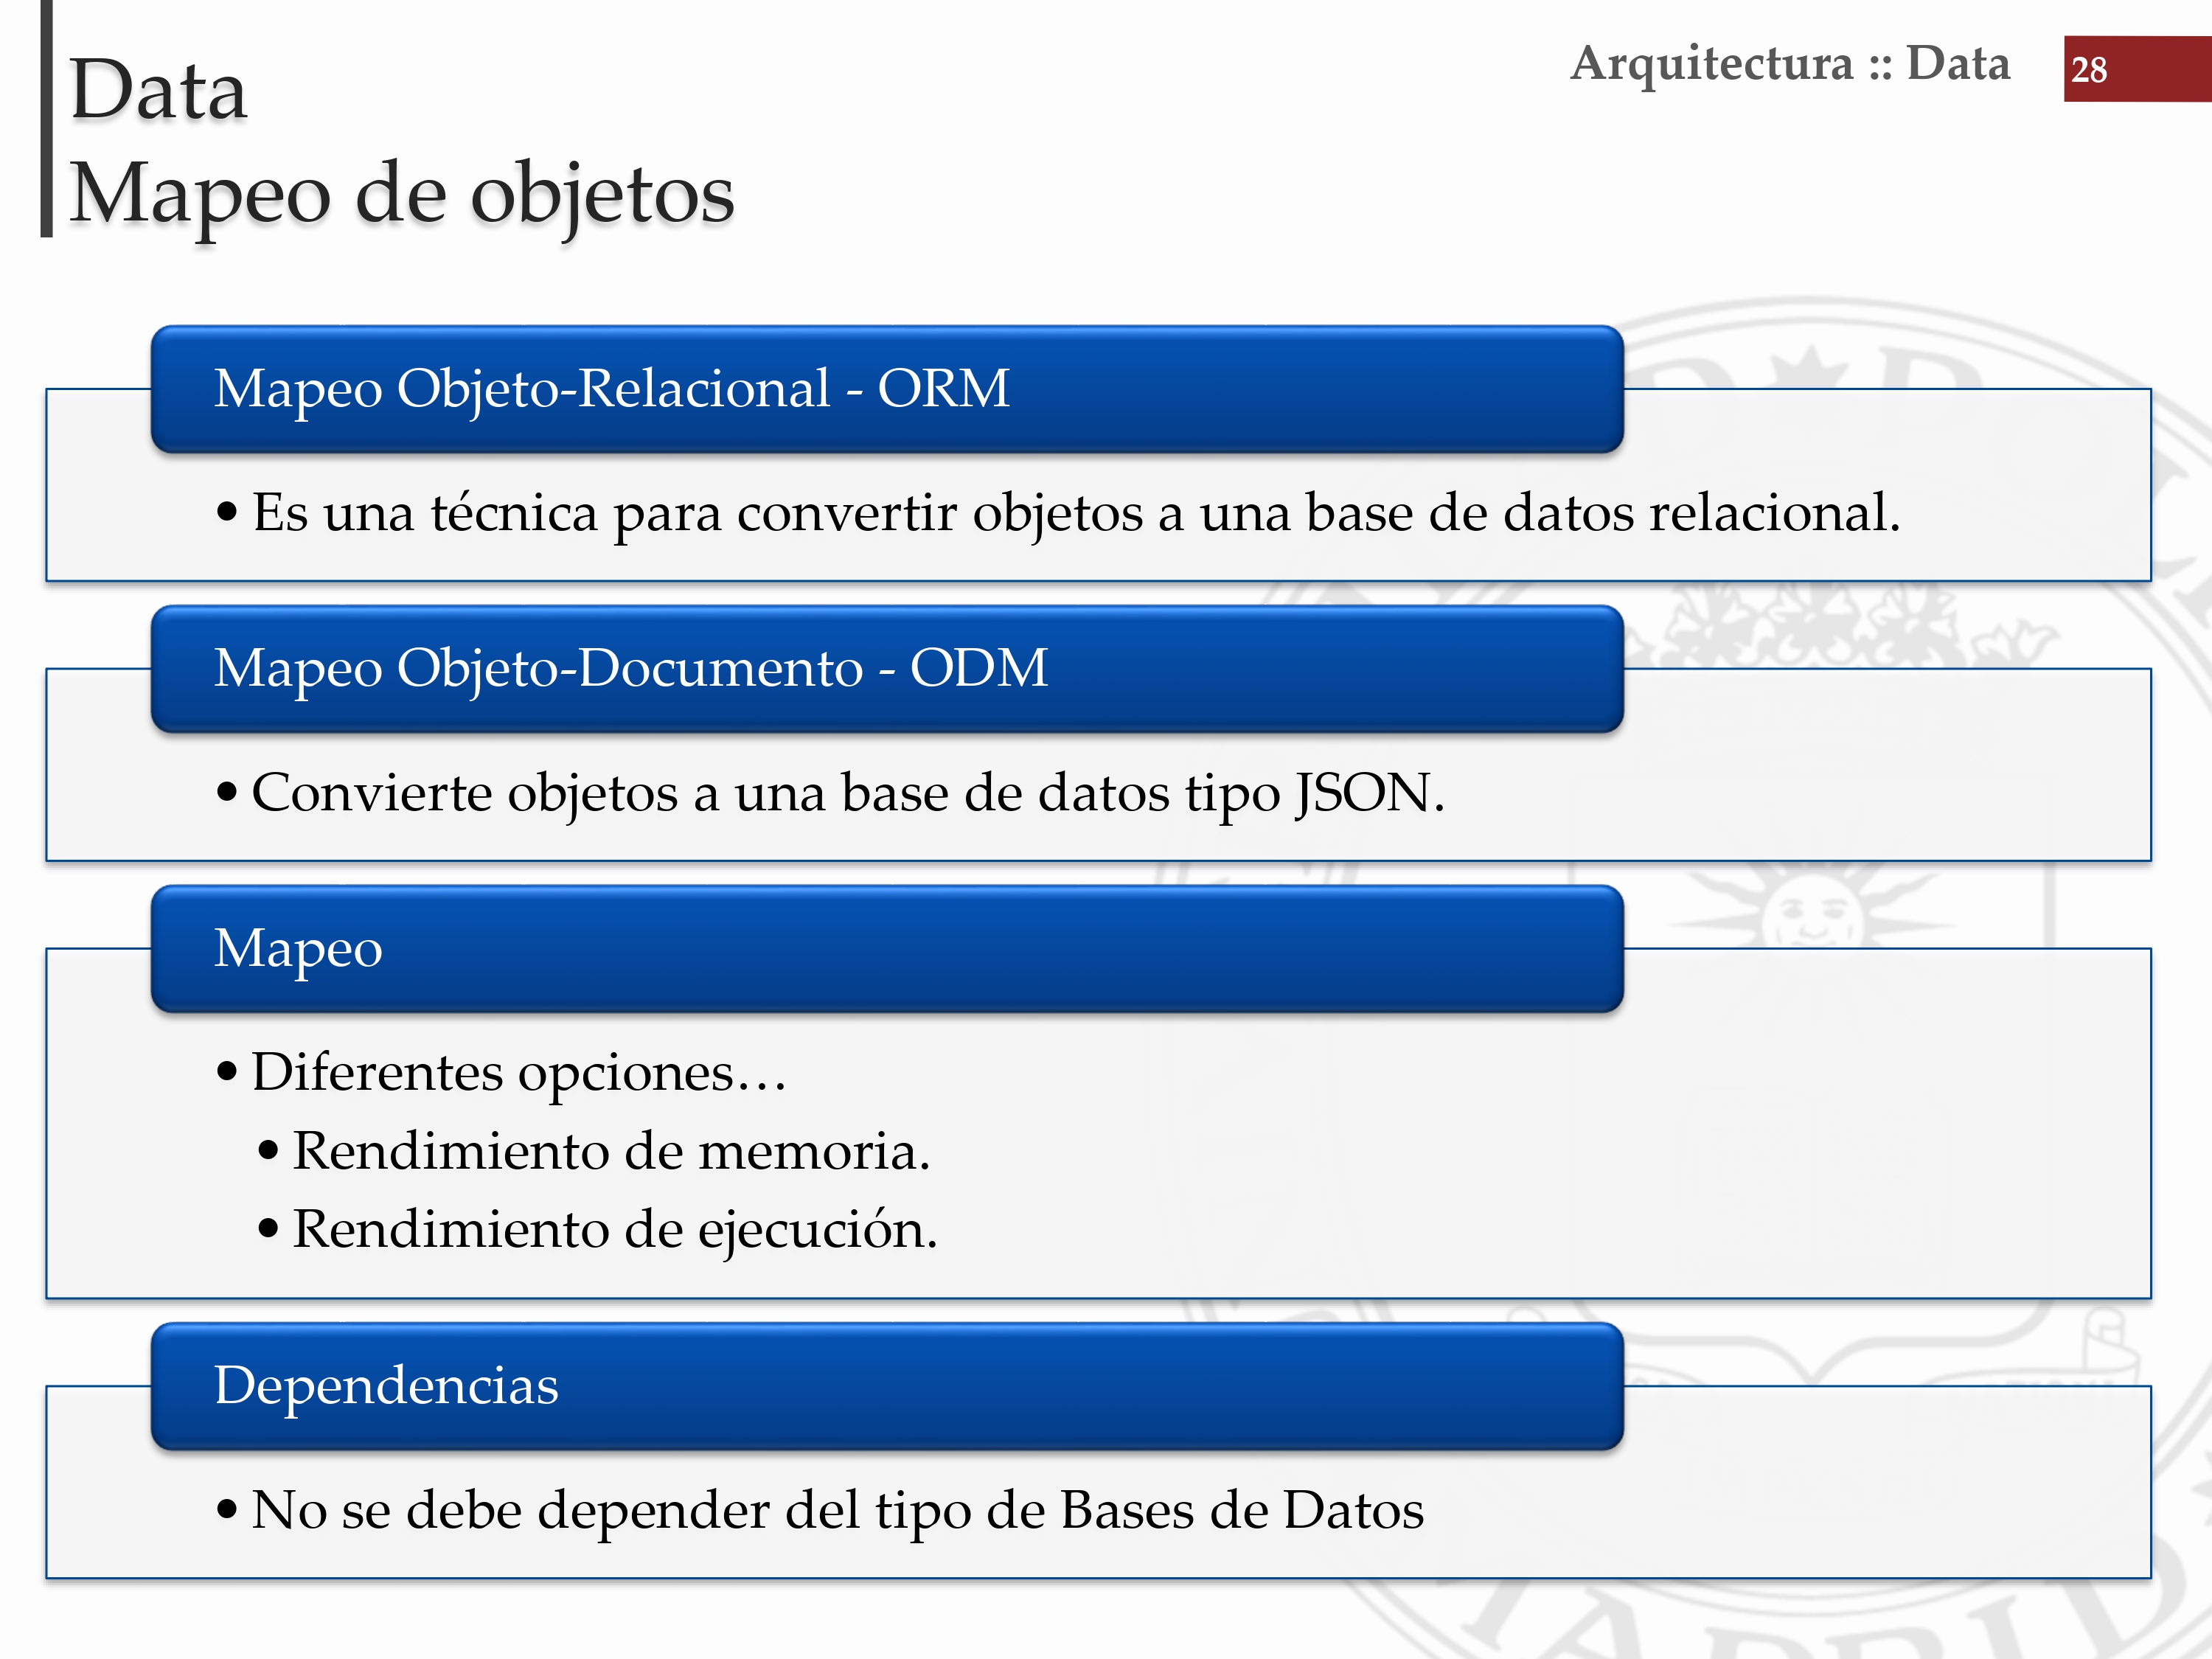 Data
Mapeo de objetos
Arquitectura :: Data
28
Mapeo Objeto-Relacional - ORM
• Es una técnica para convertir objetos a una base de datos relacional.
Mapeo Objeto-Documento - ODM
• Convierte objetos a una base de datos tipo JSON.
Mapeo
• Diferentes opciones…
• Rendimiento de memoria.
• Rendimiento de ejecución.
Dependencias
• No se debe depender del tipo de Bases de Datos